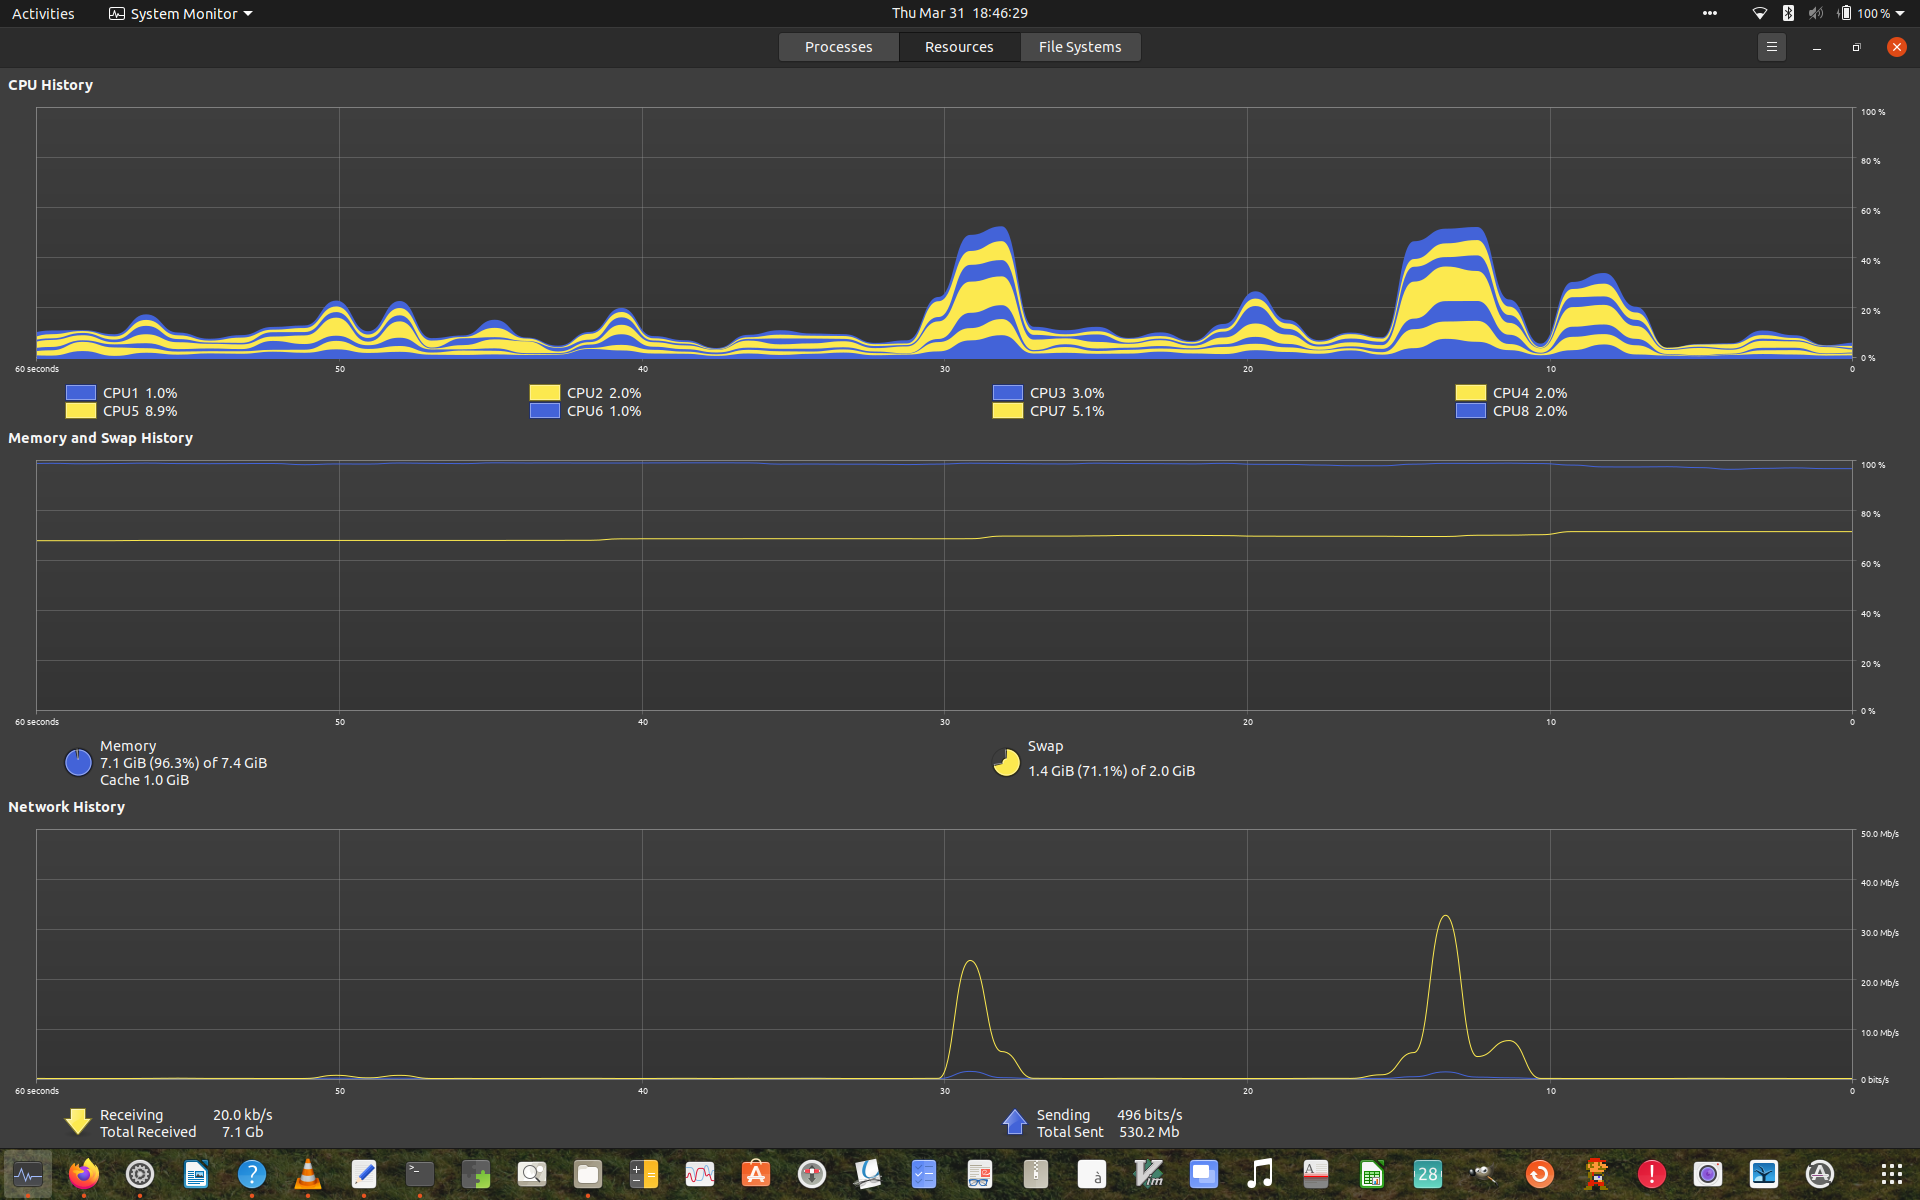 Activities System Monitor Thu Mar 31 18:46:29 100 %
Processes Resources File Systems
CPU History
100 %
80 %
60 %
40 %
20 %
0 %
60 seconds 50 40 30 20 10 0
CPU1 1.0% CPU2 2.0% CPU3 3.0% CPU4 2.0%
CPU5 8.9% CPU6 1.0% CPU7 5.1% CPU8 2.0%
Memory and Swap History
100 %
80 %
60 %
40 %
20 %
0 %
60 seconds 50 40 30 20 10 0
Memory
7.1 GiB (96.3%) of 7.4 GiB
Cache 1.0 GiB
Swap
1.4 GiB (71.1%) of 2.0 GiB
Network History
50.0 Mb/s
40.0 Mb/s
30.0 Mb/s
20.0 Mb/s
10.0 Mb/s
0 bits/s
60 seconds 50 40 30 20 10 0
Receiving 20.0 kb/s
Total Received 7.1 Gb
Sending 496 bits/s
Total Sent 530.2 Mb
? >_ A à Vim A 28 !